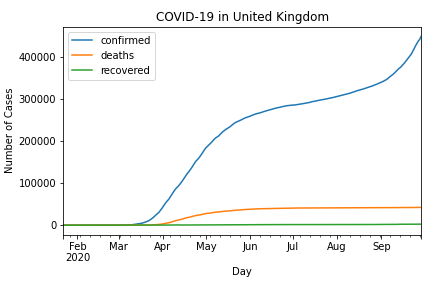 COVID-19 in United Kingdom
confirmed
deaths
recovered
Number of Cases
400000
300000
200000
100000
0
Feb Mar Apr May Jun Jul Aug Sep
2020
Day